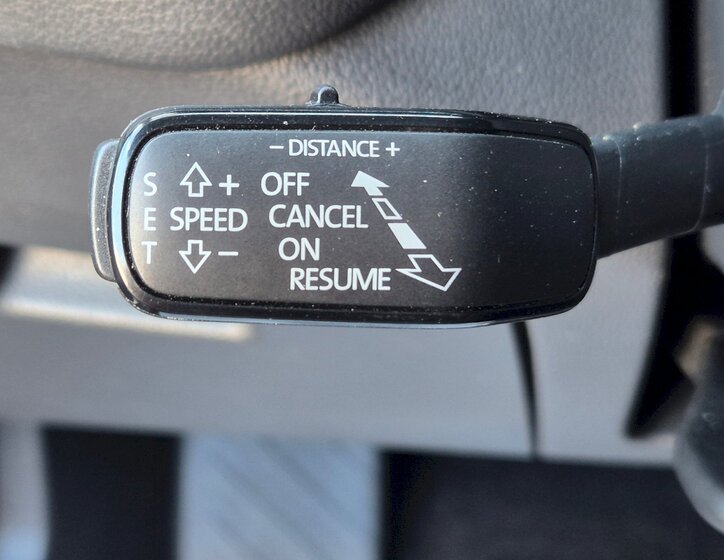 − DISTANCE +
S + OFF
E SPEED CANCEL
T − ON
RESUME